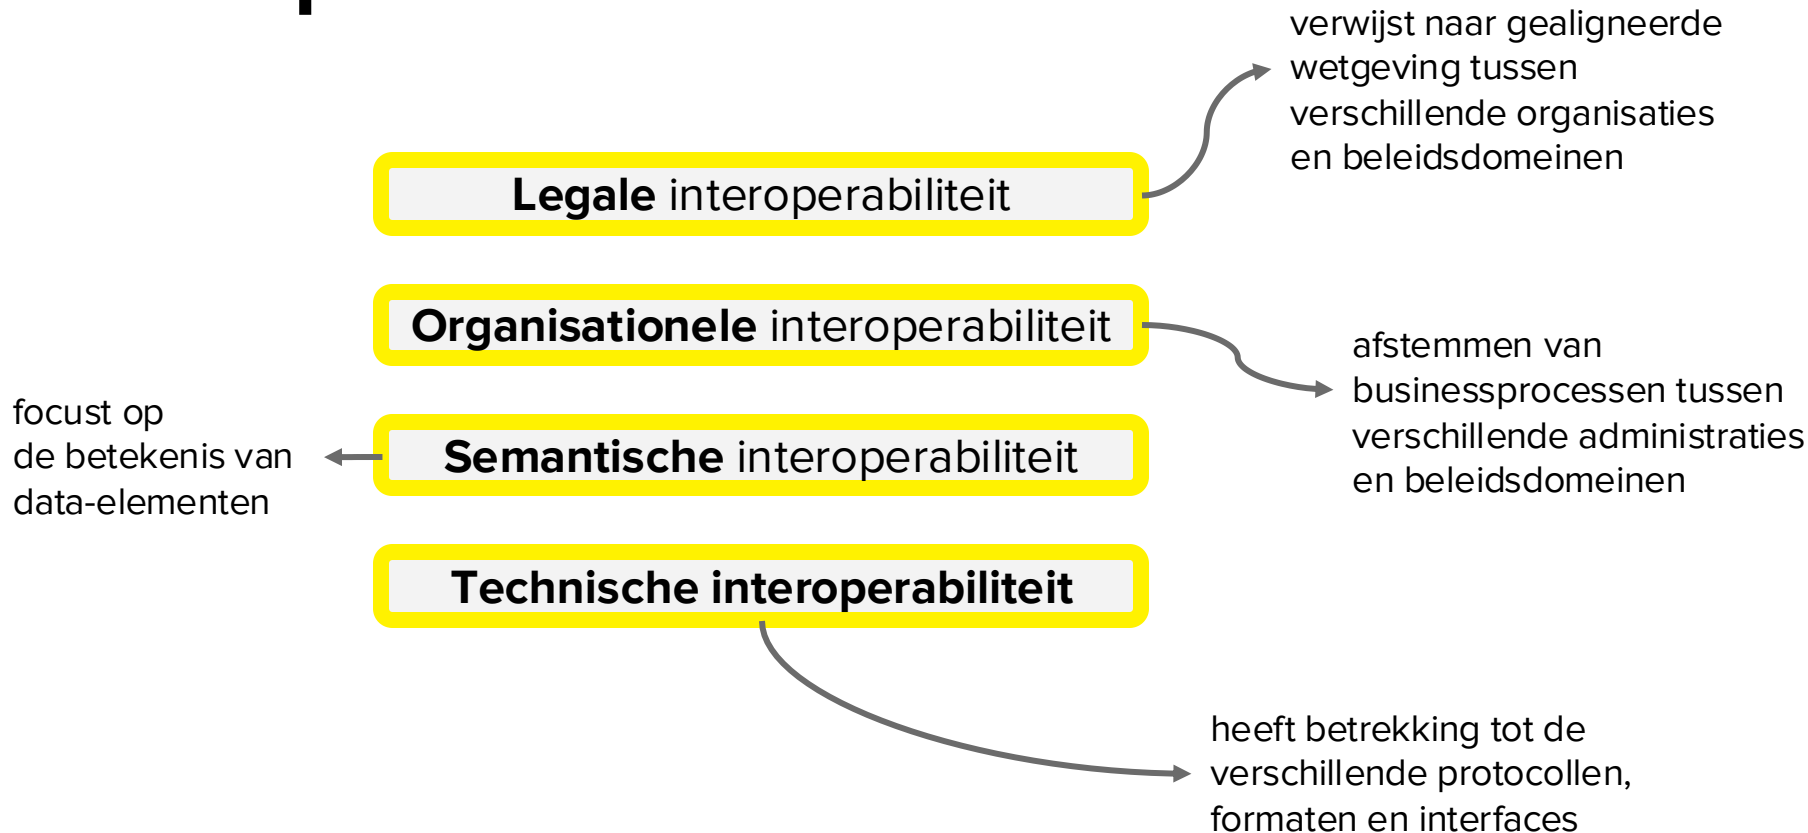 verwijst naar gealigneerde
wetgeving tussen
verschillende organisaties
en beleidsdomeinen
Legale interoperabiliteit
Organisationele interoperabiliteit
afstemmen van
businessprocessen tussen
verschillende administraties
en beleidsdomeinen
focust op
de betekenis van
data-elementen
Semantische interoperabiliteit
Technische interoperabiliteit
heeft betrekking tot de
verschillende protocollen,
formaten en interfaces